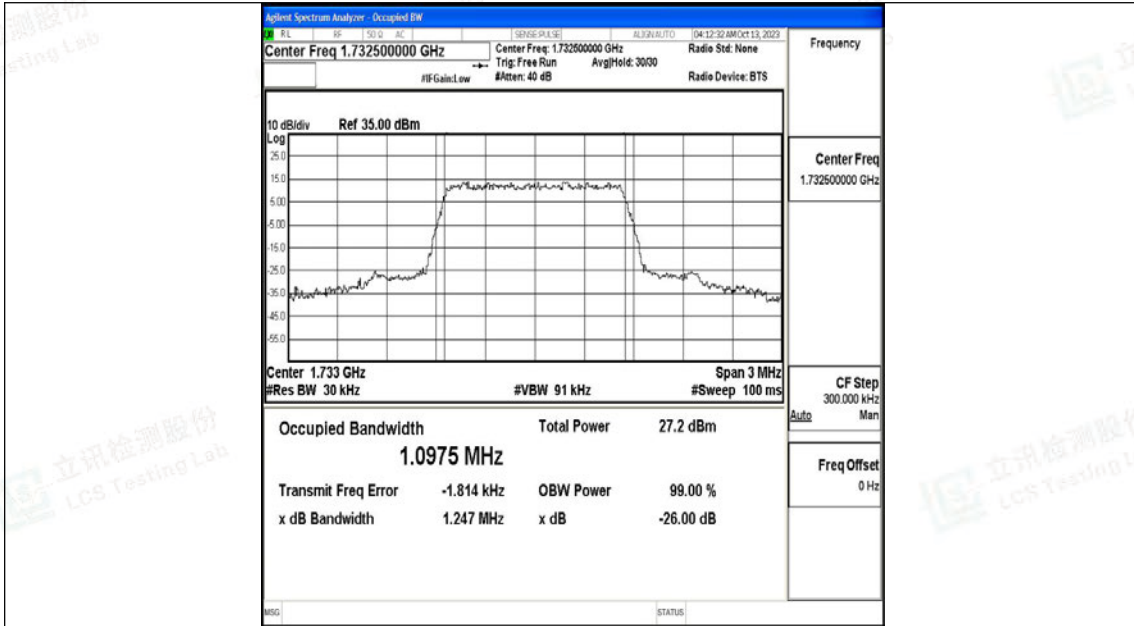 Agilent Spectrum Analyzer - Occupied BW
RL RF 50 Ω AC SENSE:PULSE ALIGNAUTO 04:12:32 AM Oct 13, 2023
Center Freq 1.732500000 GHz
Center Freq: 1.732500000 GHz
Radio Std: None
Trig: Free Run Avg|Hold: 30/30
#IFGain:Low
#Atten: 40 dB
Radio Device: BTS
Frequency
10 dB/div Ref 35.00 dBm
Log
25.0
15.0
5.00
-5.00
-15.0
-25.0
-35.0
-45.0
-55.0
Center 1.733 GHz
Span 3 MHz
#Res BW 30 kHz
#VBW 91 kHz
#Sweep 100 ms
Occupied Bandwidth
1.0975 MHz
Total Power 27.2 dBm
Transmit Freq Error -1.814 kHz OBW Power 99.00 %
x dB Bandwidth 1.247 MHz x dB -26.00 dB
MSG
STATUS
Center Freq
1.732500000 GHz
CF Step
300.000 kHz
Auto Man
Freq Offset
0 Hz
立讯检测股份
LCS Testing Lab
立讯检测股份
LCS Testing